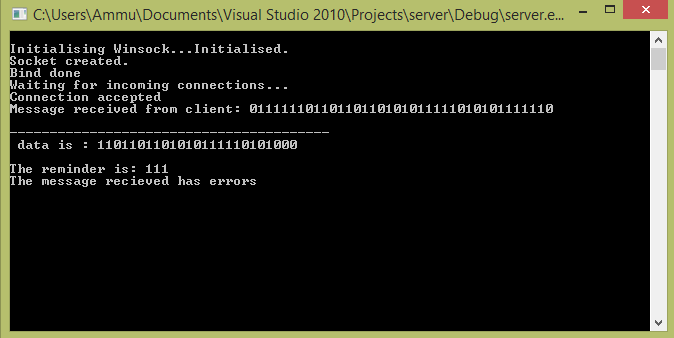 C:\Users\Ammu\Documents\Visual Studio 2010\Projects\server\Debug\server.e...
Initialising Winsock...Initialised.
Socket created.
Bind done
Waiting for incoming connections...
Connection accepted
Message received from client: 01111110110110110101011111010101111110
----------------------------------------
data is : 1101101101010111110101000
The reminder is: 111
The message recieved has errors